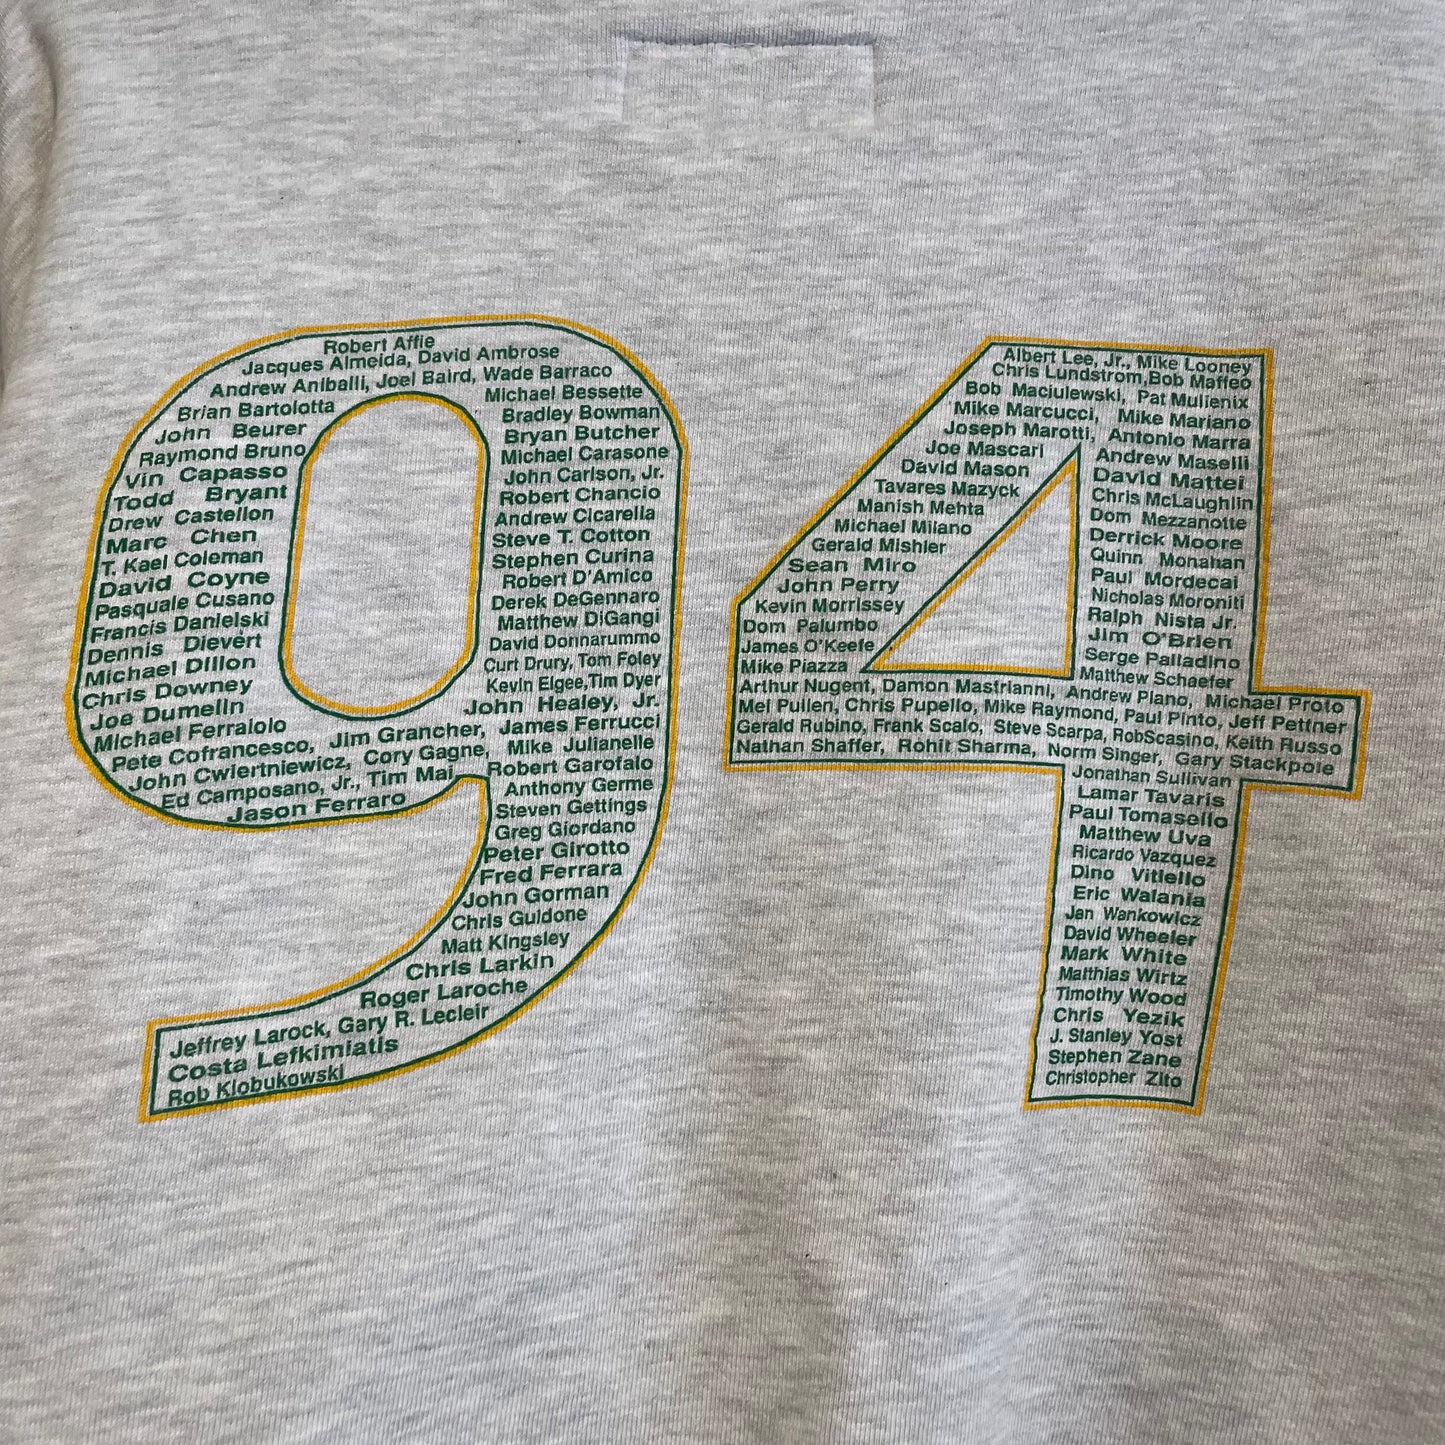 Robert Affie
Jacques Almeida, David Ambrose
Andrew Aniballi, Joel Baird, Wade Barraco
Brian Bartolotta
John Beurer
Raymond Bruno
Vin Capasso
Todd Bryant
Drew Castellon
Marc Chen
T. Kael Coleman
David Coyne
Pasquale Cusano
Francis Danielski
Dennis Dievert
Michael Dillon
Chris Downey
Joe Dumelin
Michael Ferraiolo
Michael Bessette
Bradley Bowman
Bryan Butcher
Michael Carasone
John Carlson, Jr.
Robert Chancio
Andrew Cicarella
Steve T. Cotton
Stephen Curina
Robert D'Amico
Derek DeGennaro
Matthew DiGangi
David Donnarummo
Curt Drury, Tom Foley
Kevin Elgee,Tim Dyer
John Healey, Jr.
Pete Cofrancesco, Jim Grancher, James Ferrucci
John Cwiertniewicz, Cory Gagne, Mike Julianelle
Ed Camposano, Jr., Tim Mai Robert Garofalo
Jason Ferraro
Anthony Germe
Steven Gettings
Greg Giordano
Peter Girotto
Fred Ferrara
John Gorman
Chris Guidone
Matt Kingsley
Chris Larkin
Roger Laroche
Jeffrey Larock, Gary R. Lecleir
Costa Lefkimiatis
Rob Klobukowski
Albert Lee, Jr., Mike Looney
Chris Lundstrom,Bob Maffeo
Bob Maciulewski, Pat Mullenix
Mike Marcucci, Mike Mariano
Joseph Marotti, Antonio Marra
Joe Mascari
David Mason
Tavares Mazyck
Manish Mehta
Michael Milano
Gerald Mishler
Sean Miro
John Perry
Kevin Morrissey
Dom Palumbo
James O'Keefe
Mike Piazza
Andrew Maselli
David Mattei
Chris McLaughlin
Dom Mezzanotte
Derrick Moore
Quinn Monahan
Paul Mordecai
Nicholas Moroniti
Ralph Nista Jr.
Jim O'Brien
Serge Palladino
Matthew Schaefer
Arthur Nugent, Damon Mastrianni, Andrew Piano, Michael Proto
Mel Pullen, Chris Pupello, Mike Raymond, Paul Pinto, Jeff Pettner
Gerald Rubino, Frank Scalo, Steve Scarpa, RobScasino, Keith Russo
Nathan Shaffer, Rohit Sharma, Norm Singer, Gary Stackpole
Jonathan Sullivan
Lamar Tavaris
Paul Tomasello
Matthew Uva
Ricardo Vazquez
Dino Vitiello
Eric Walania
Jan Wankowicz
David Wheeler
Mark White
Matthias Wirtz
Timothy Wood
Chris Yezik
J. Stanley Yost
Stephen Zane
Christopher Zito